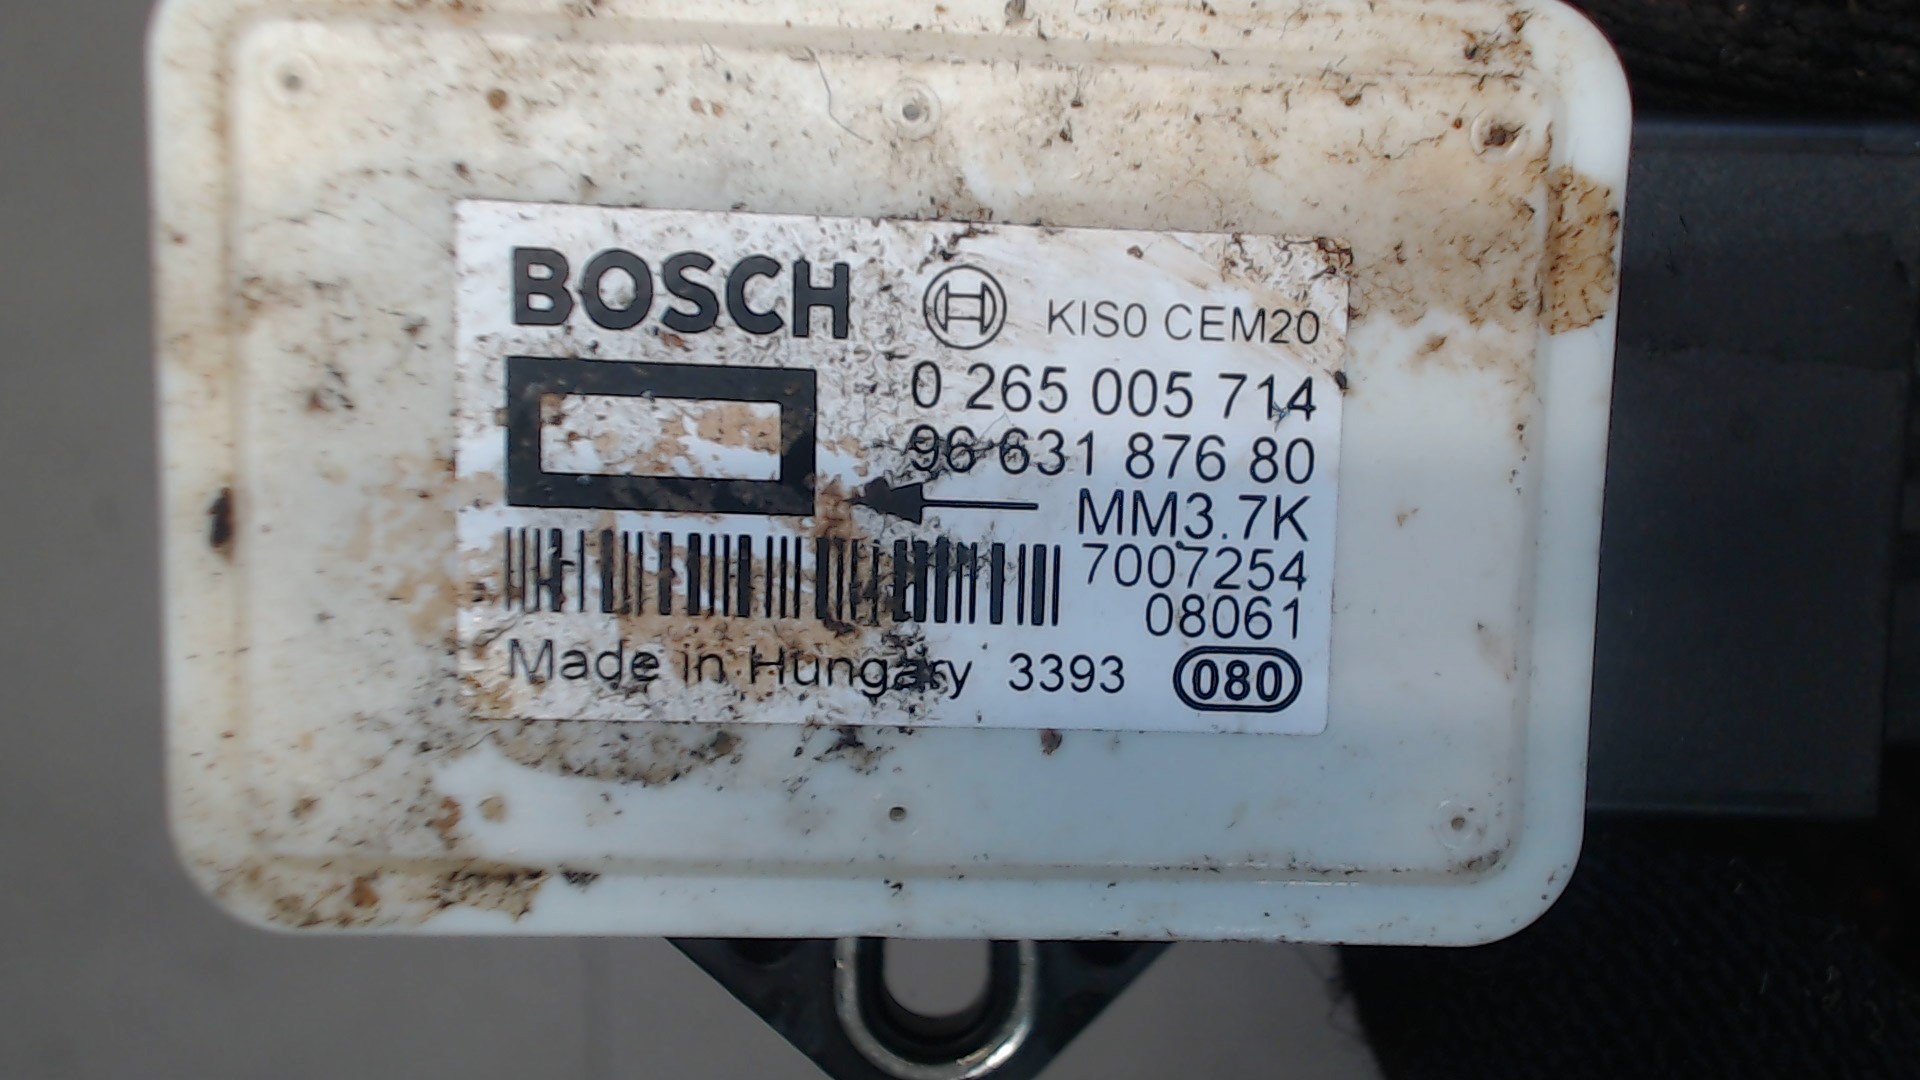 BOSCH KIS0 CEM20
0 265 005 714
96 631 876 80
MM3.7K
7007254
08061
Made in Hungary 3393 080